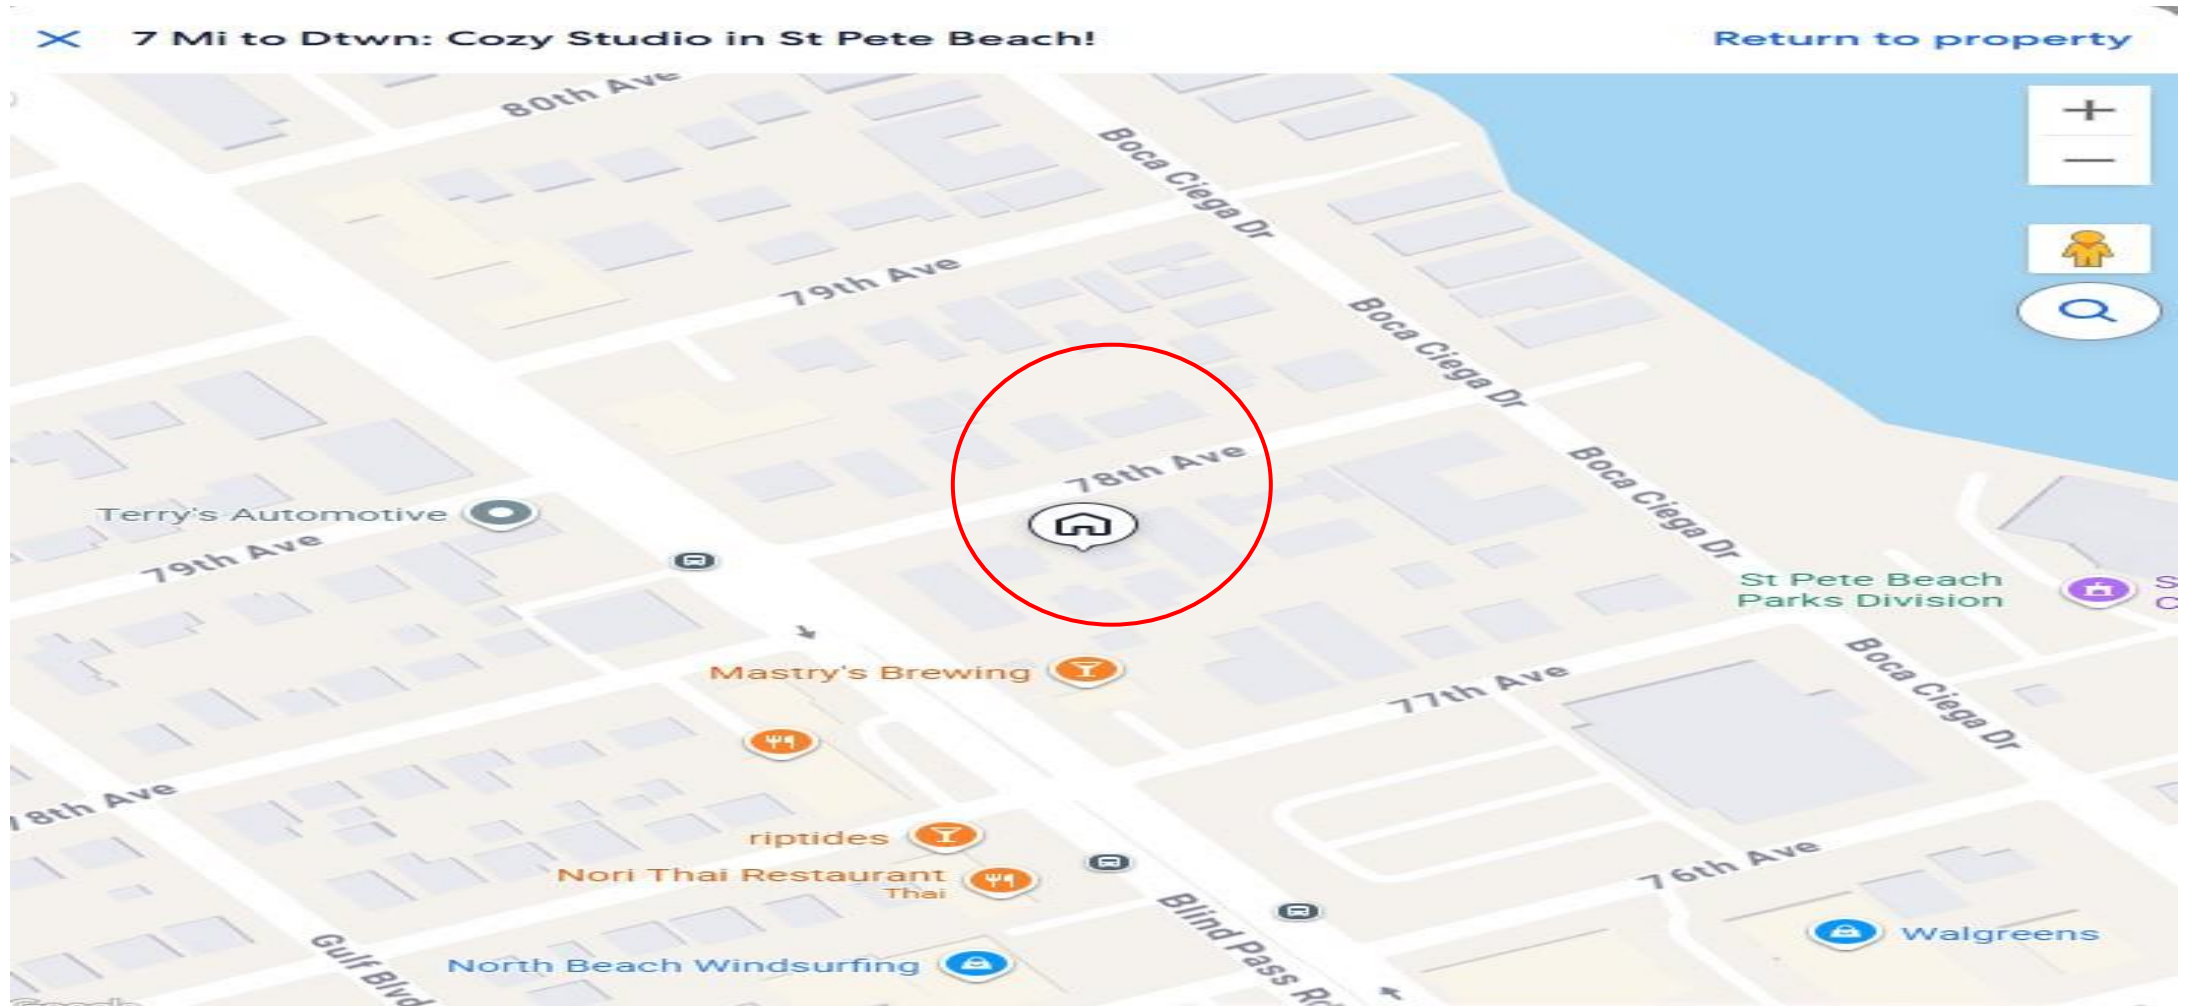 7 Mi to Dtwn: Cozy Studio in St Pete Beach!
Return to property
80th Ave
Boca Ciega Dr
79th Ave
Boca Ciega Dr
78th Ave
Boca Ciega Dr
Terry's Automotive
79th Ave
St Pete Beach
Parks Division
S
C
Boca Ciega Dr
Mastry's Brewing
77th Ave
78th Ave
riptides
Nori Thai Restaurant
Thai
76th Ave
Blind Pass Rd
Walgreens
Gulf Blvd
North Beach Windsurfing
Google